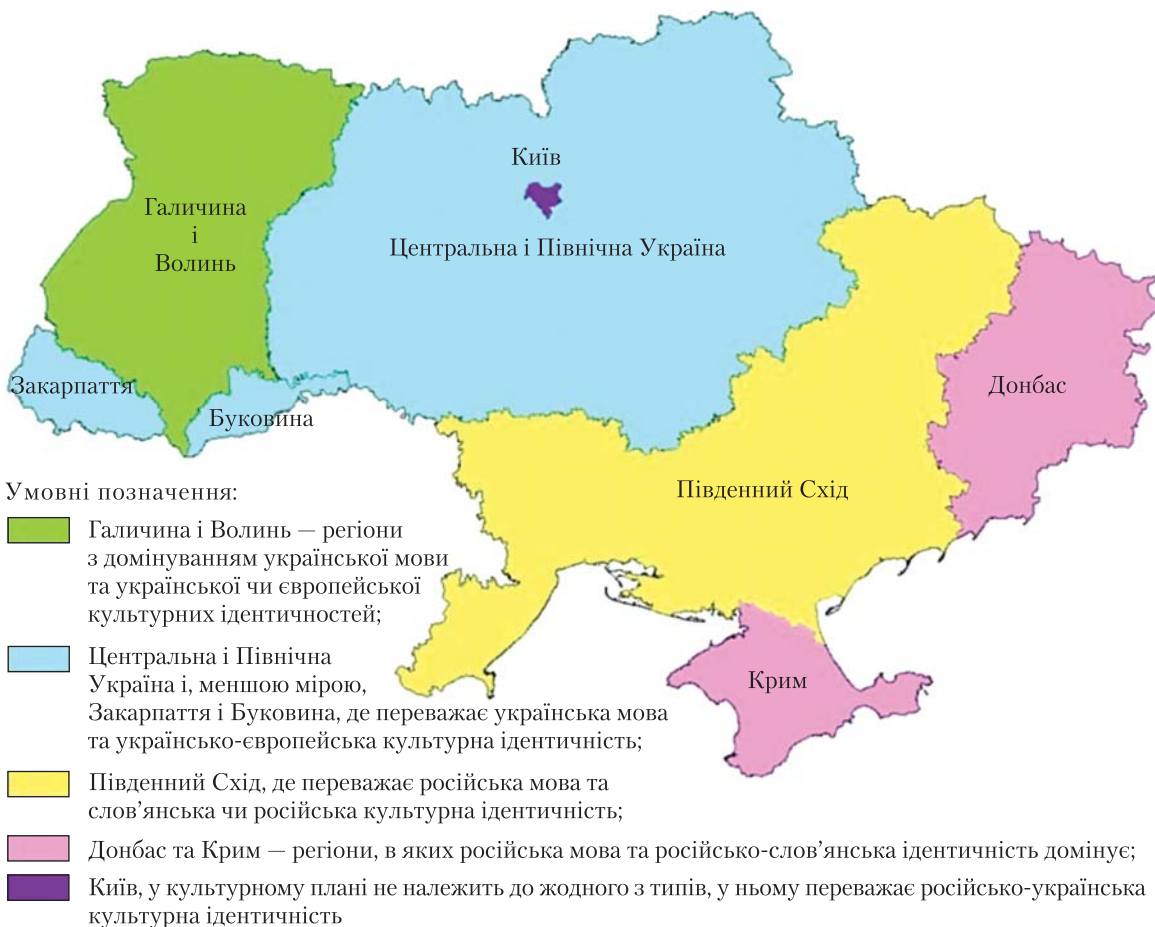 Київ
Галичина
і
Волинь
Центральна і Північна Україна
Закарпаття
Буковина
Донбас
Південний Схід
Крим
Умовні позначення:
Галичина і Волинь — регіони
з домінуванням української мови
та української чи європейської
культурних ідентичностей;
Центральна і Північна
Україна і, меншою мірою,
Закарпаття і Буковина, де переважає українська мова
та українсько-європейська культурна ідентичність;
Південний Схід, де переважає російська мова та
слов’янська чи російська культурна ідентичність;
Донбас та Крим — регіони, в яких російська мова та російсько-слов’янська ідентичність домінує;
Київ, у культурному плані не належить до жодного з типів, у ньому переважає російсько-українська
культурна ідентичність